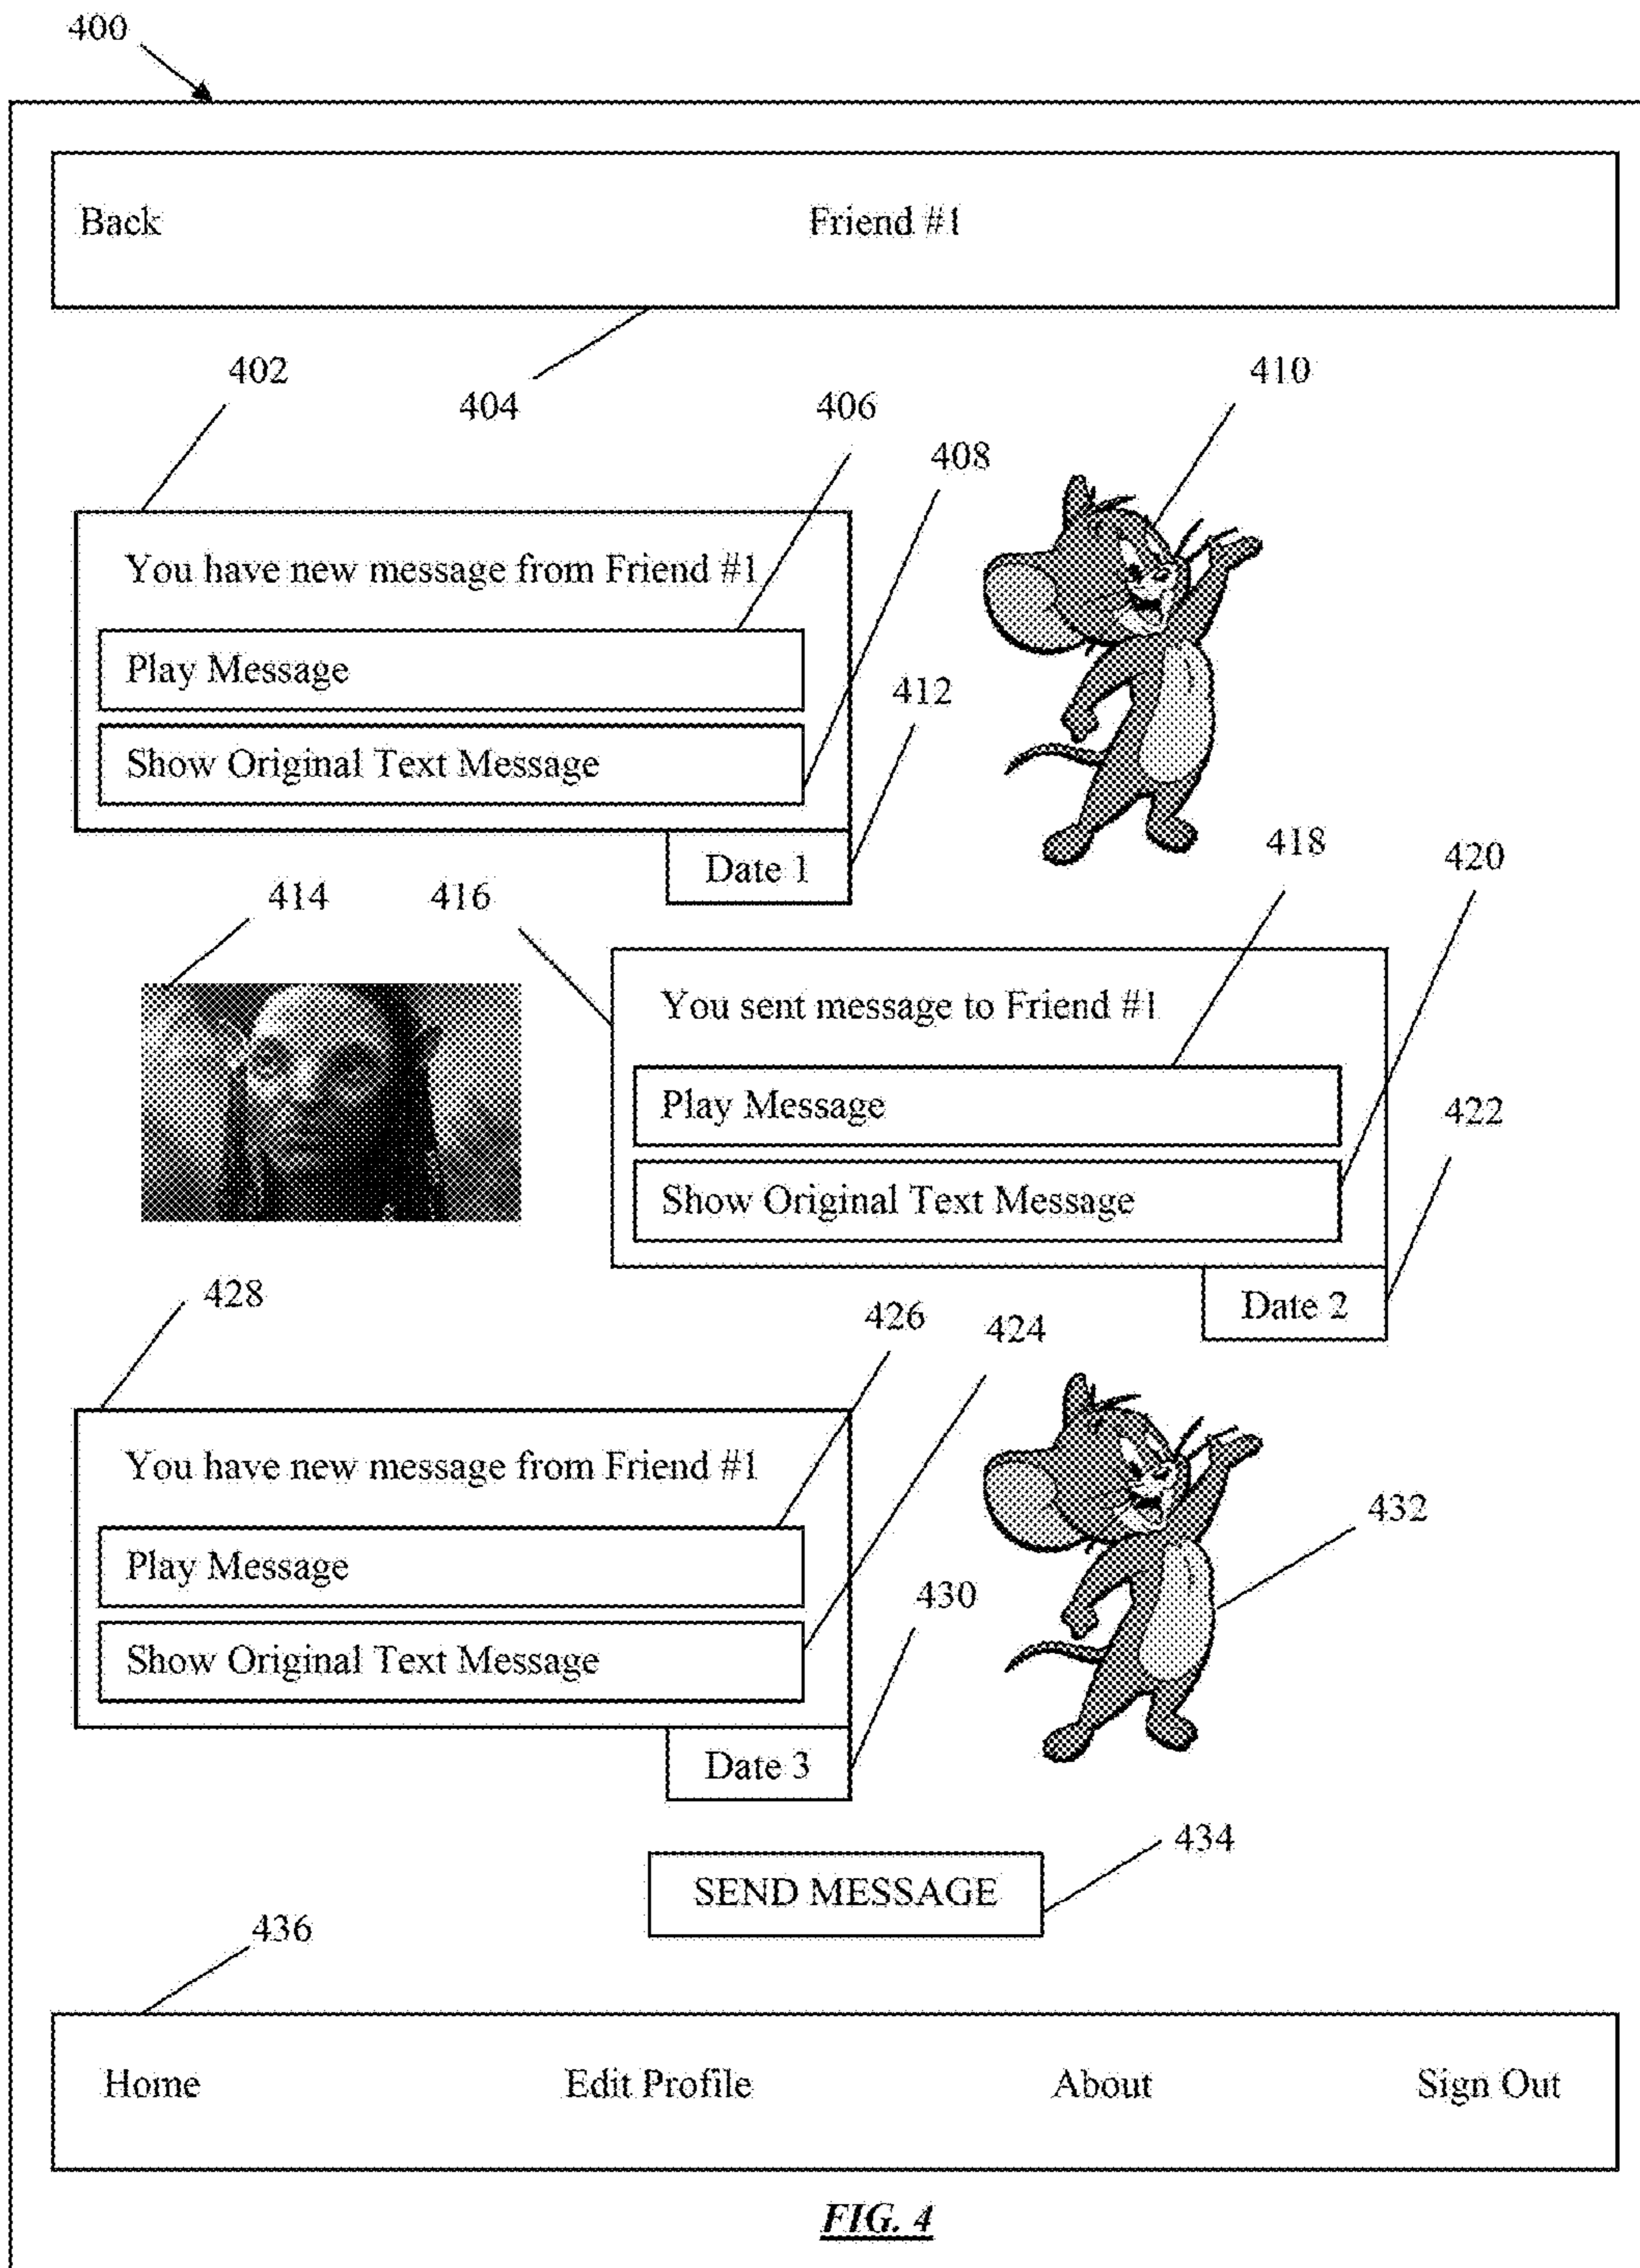 400
Back Friend #1
402
404
406
408
410
You have new message from Friend #1
Play Message
Show Original Text Message
412
Date 1
414
416
418
420
You sent message to Friend #1
Play Message
Show Original Text Message
422
Date 2
428
426
424
You have new message from Friend #1
Play Message
Show Original Text Message
432
430
Date 3
434
SEND MESSAGE
436
Home Edit Profile About Sign Out
FIG. 4